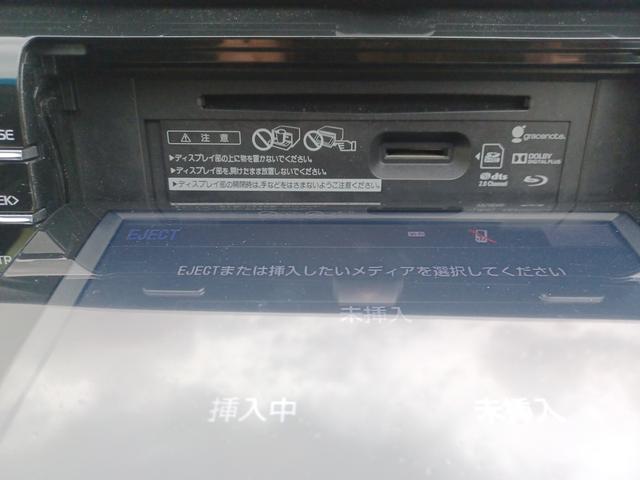 SE
⚠ 注 意
gracenote.
▶ディスプレイ部の上に物を置かないでください。
▶ディスプレイ部を、開けたまま放置しないでください。
▶ディスプレイ部の開閉時は、手などをはさまないようご注意ください。
DOLBY
DIGITAL PLUS
dts
2.0 Channel
EK>
TR
EJECT
Wi-Fi
EJECTまたは挿入したいメディアを選択してください
未挿入
挿入中
未挿入